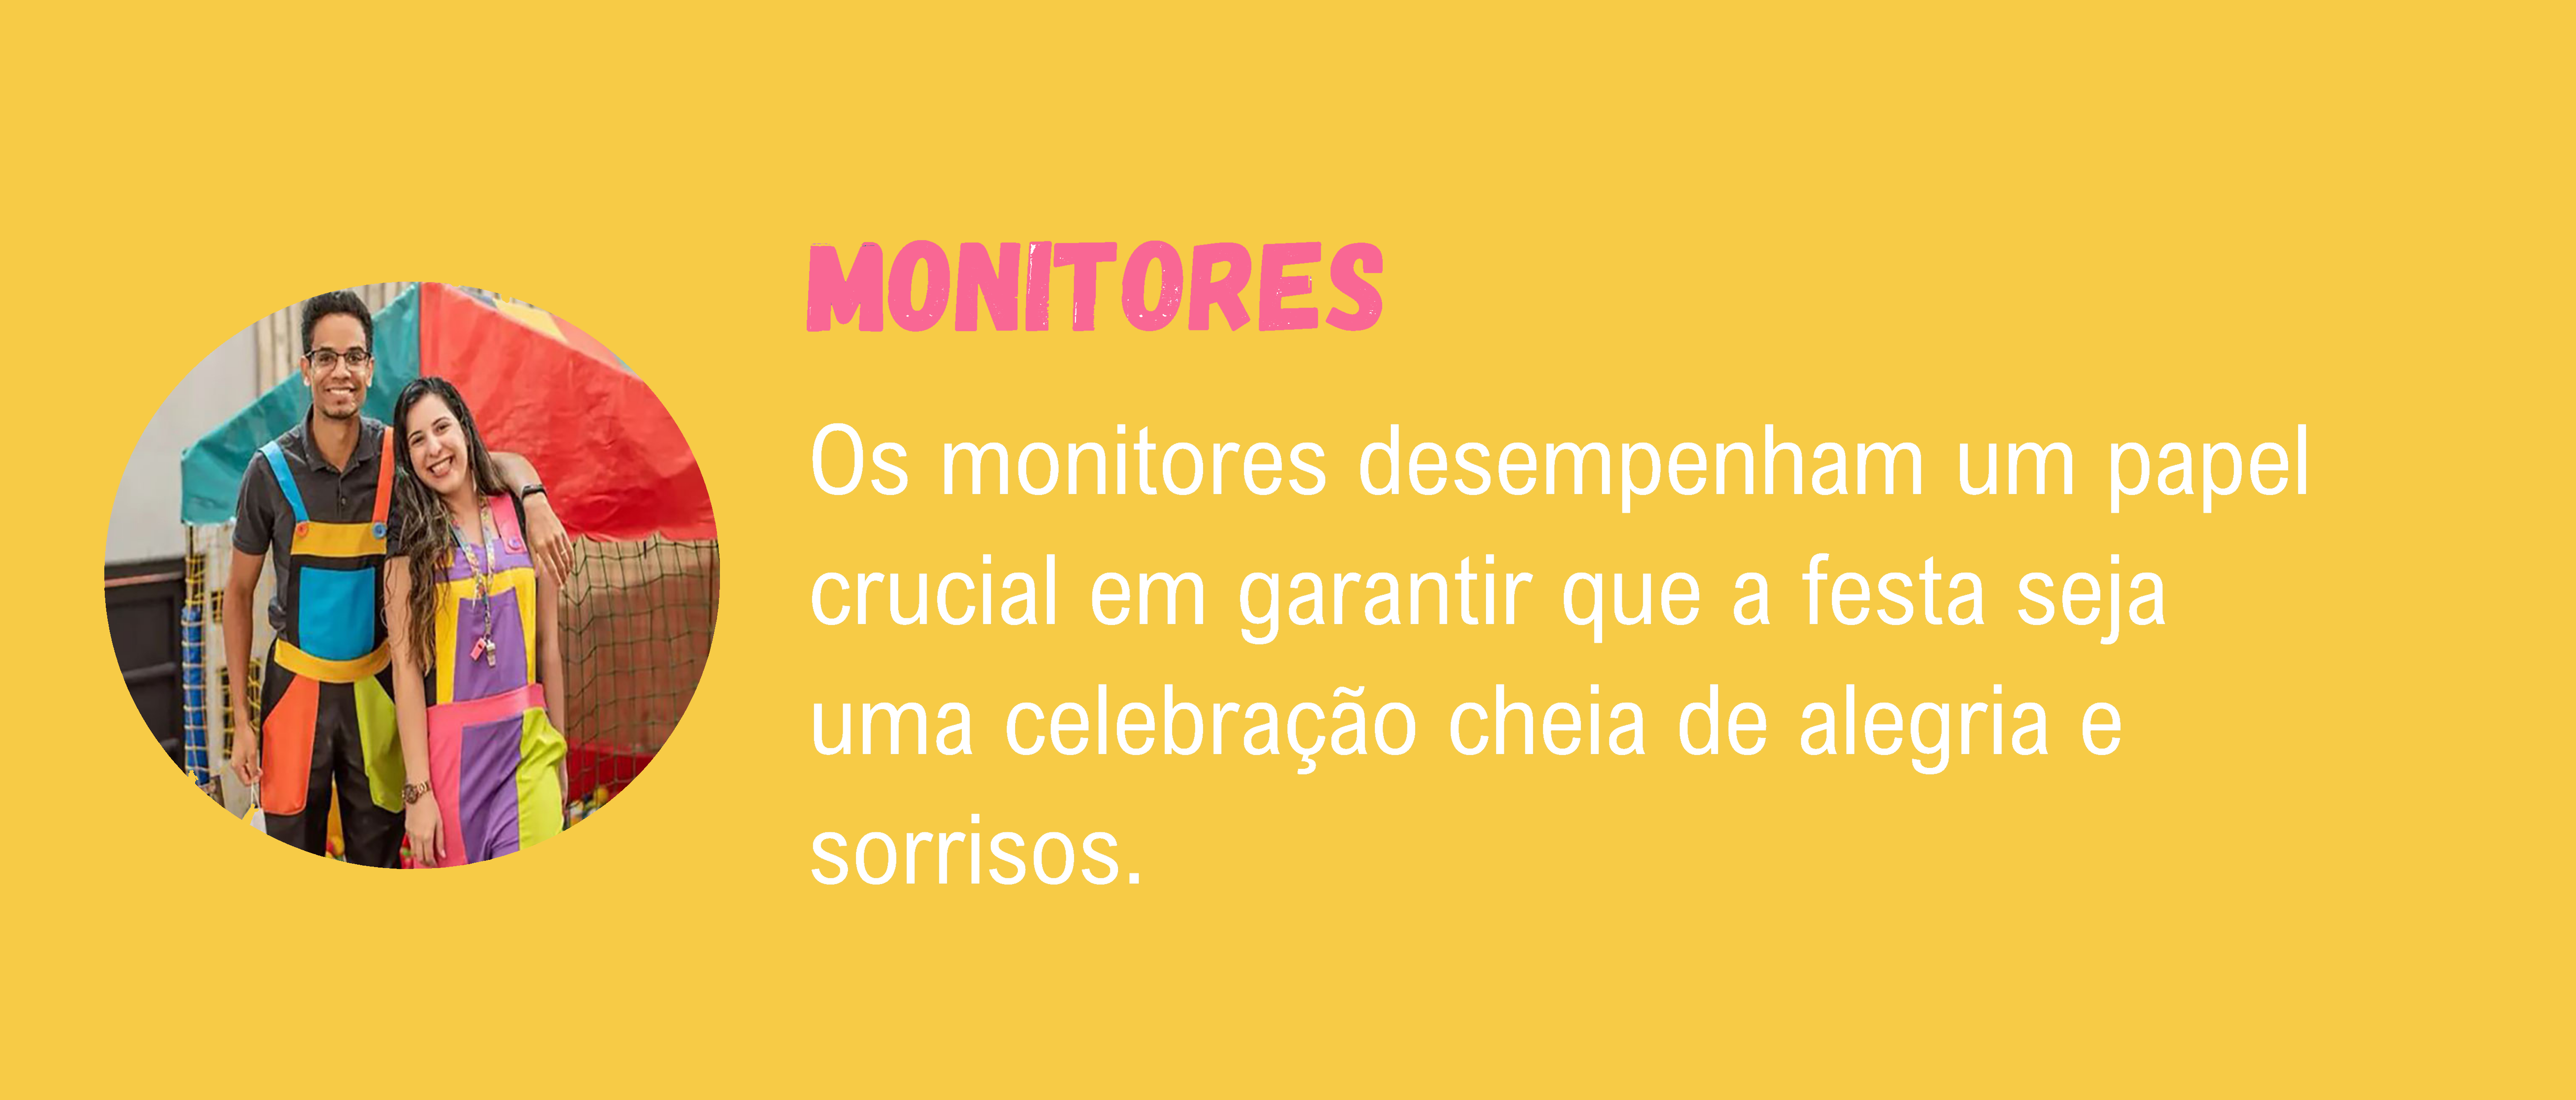 MONITORES
Os monitores desempenham um papel
crucial em garantir que a festa seja
uma celebração cheia de alegria e
sorrisos.